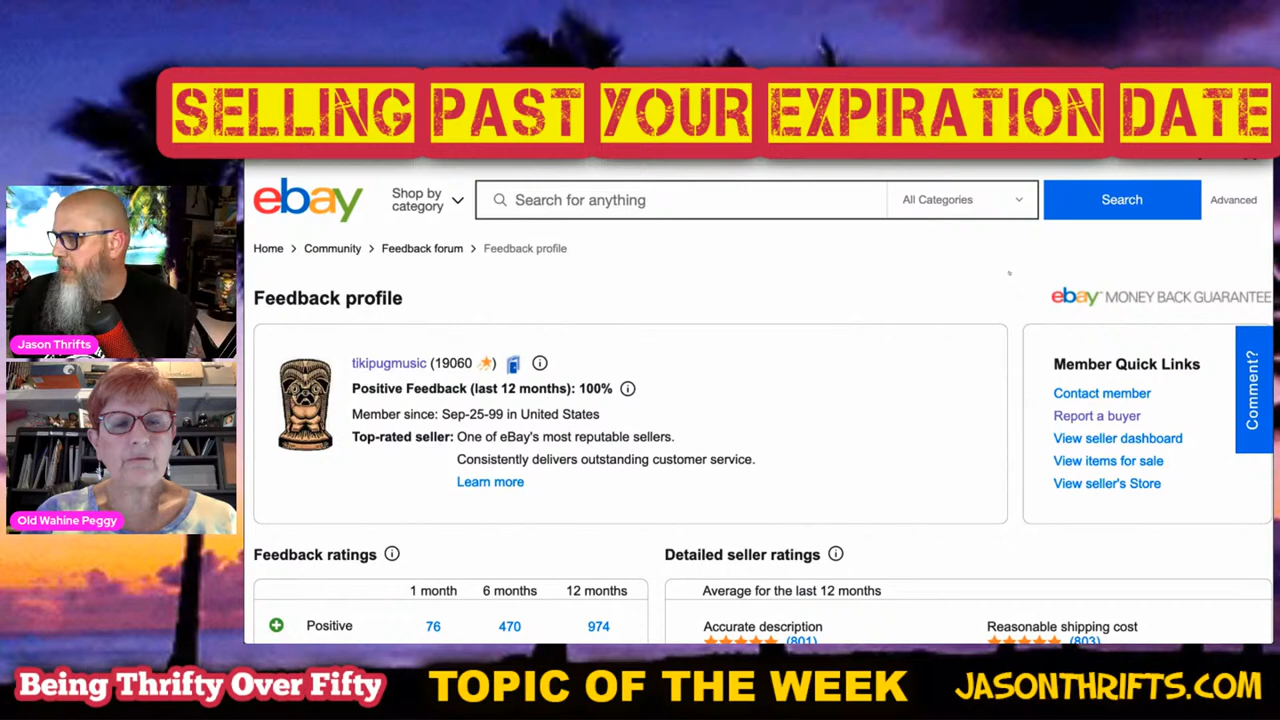 SELLING PAST YOUR EXPIRATION DATE
ebay
Shop by
category
Search for anything
All Categories
Search
Advanced
Home > Community > Feedback forum > Feedback profile
Feedback profile
ebay MONEY BACK GUARANTEE
tikipugmusic (19060 )
Positive Feedback (last 12 months): 100%
Member since: Sep-25-99 in United States
Top-rated seller: One of eBay's most reputable sellers.
Consistently delivers outstanding customer service.
Learn more
Member Quick Links
Contact member
Report a buyer
View seller dashboard
View items for sale
View seller's Store
Comment?
Jason Thrifts
Old Wahine Peggy
Feedback ratings
1 month 6 months 12 months
Positive 76 470 974
Detailed seller ratings
Average for the last 12 months
Accurate description Reasonable shipping cost
(801) (803)
Being Thrifty Over Fifty
TOPIC OF THE WEEK
JASONTHRIFTS.COM